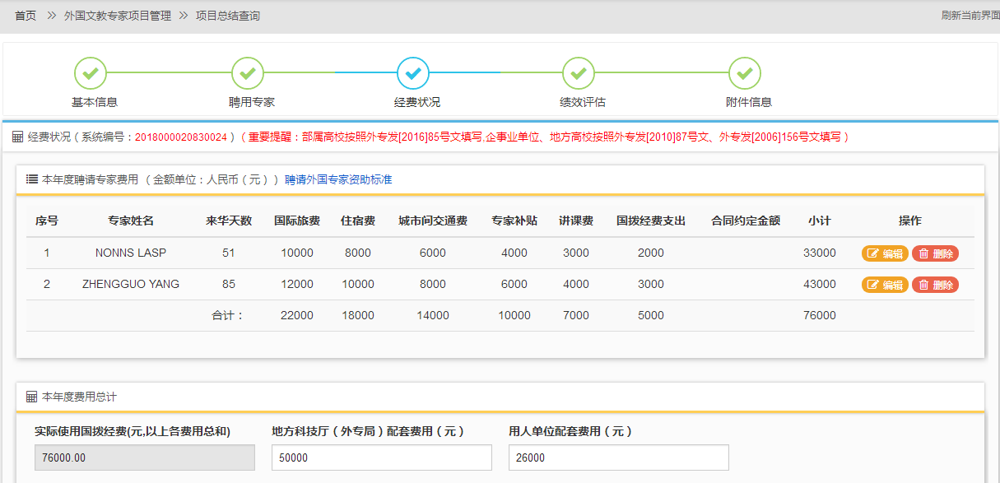 首页 >> 外国文教专家项目管理 >> 项目总结查询 刷新当前界面
基本信息 聘用专家 经费状况 绩效评估 附件信息
经费状况（系统编号：2018000020830024）（重要提醒：部属高校按照外专发[2016]85号文填写,企事业单位、地方高校按照外专发[2010]87号文、外专发[2006]156号文填写）
本年度聘请专家费用 （金额单位：人民币（元）） 聘请外国专家资助标准
序号 专家姓名 来华天数 国际旅费 住宿费 城市间交通费 专家补贴 讲课费 国拨经费支出 合同约定金额 小计 操作
1 NONNS LASP 51 10000 8000 6000 4000 3000 2000 33000 编辑 删除
2 ZHENGGUO YANG 85 12000 10000 8000 6000 4000 3000 43000 编辑 删除
合计： 22000 18000 14000 10000 7000 5000 76000
本年度费用总计
实际使用国拨经费(元,以上各费用总和) 地方科技厅（外专局）配套费用（元） 用人单位配套费用（元）
76000.00 50000 26000